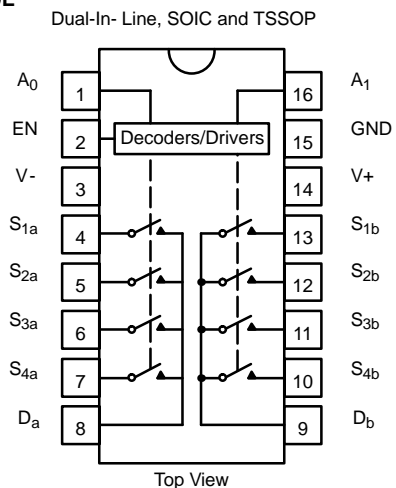 Dual-In- Line, SOIC and TSSOP
A0 1 16 A1
EN 2 Decoders/Drivers 15 GND
V- 3 14 V+
S1a 4 13 S1b
S2a 5 12 S2b
S3a 6 11 S3b
S4a 7 10 S4b
Da 8 9 Db
Top View